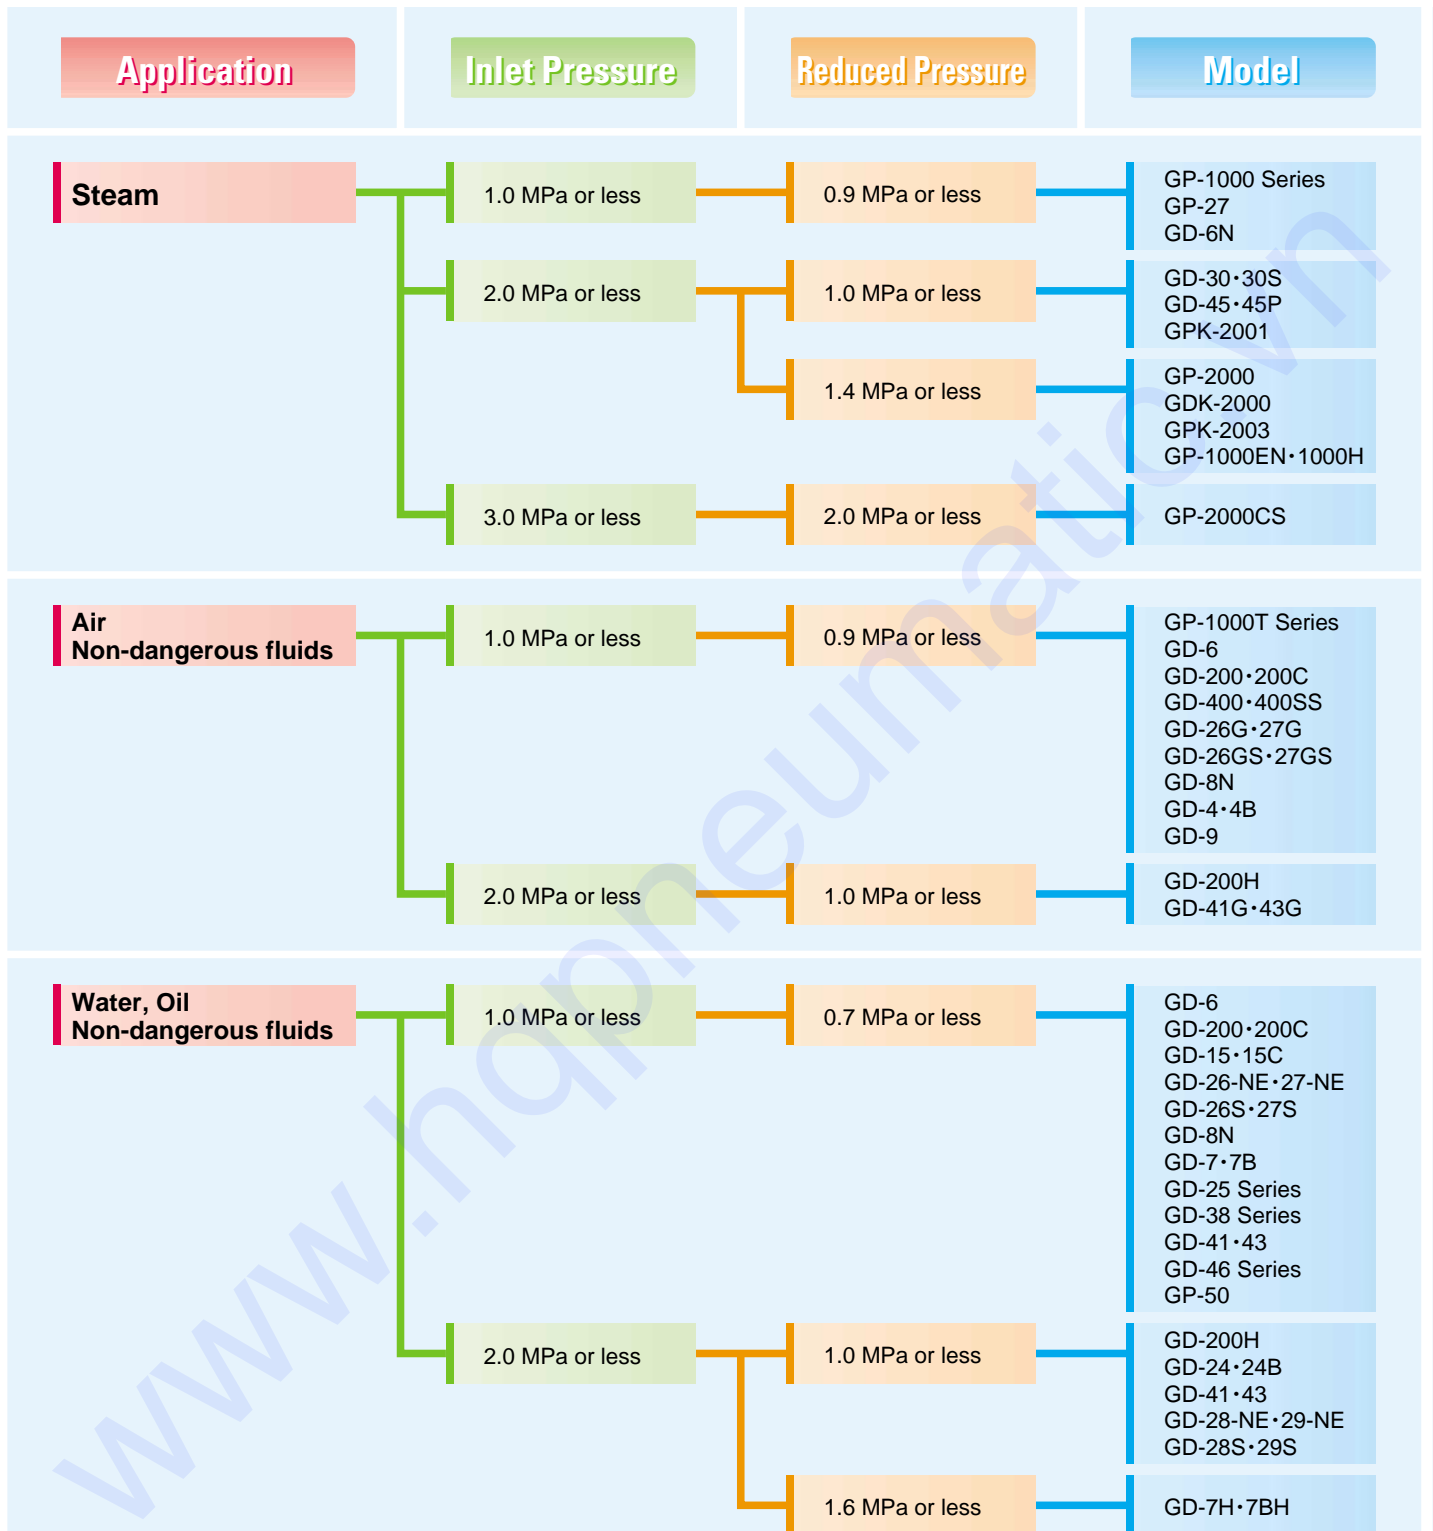 Application
Inlet Pressure
Reduced Pressure
Model
Steam
1.0 MPa or less
0.9 MPa or less
GP-1000 Series
GP-27
GD-6N
2.0 MPa or less
1.0 MPa or less
GD-30・30S
GD-45・45P
GPK-2001
1.4 MPa or less
GP-2000
GDK-2000
GPK-2003
GP-1000EN・1000H
3.0 MPa or less
2.0 MPa or less
GP-2000CS
Air
Non-dangerous fluids
1.0 MPa or less
0.9 MPa or less
GP-1000T Series
GD-6
GD-200・200C
GD-400・400SS
GD-26G・27G
GD-26GS・27GS
GD-8N
GD-4・4B
GD-9
2.0 MPa or less
1.0 MPa or less
GD-200H
GD-41G・43G
Water, Oil
Non-dangerous fluids
1.0 MPa or less
0.7 MPa or less
GD-6
GD-200・200C
GD-15・15C
GD-26-NE・27-NE
GD-26S・27S
GD-8N
GD-7・7B
GD-25 Series
GD-38 Series
GD-41・43
GD-46 Series
GP-50
2.0 MPa or less
1.0 MPa or less
GD-200H
GD-24・24B
GD-41・43
GD-28-NE・29-NE
GD-28S・29S
1.6 MPa or less
GD-7H・7BH
www.hqpneumatic.vn